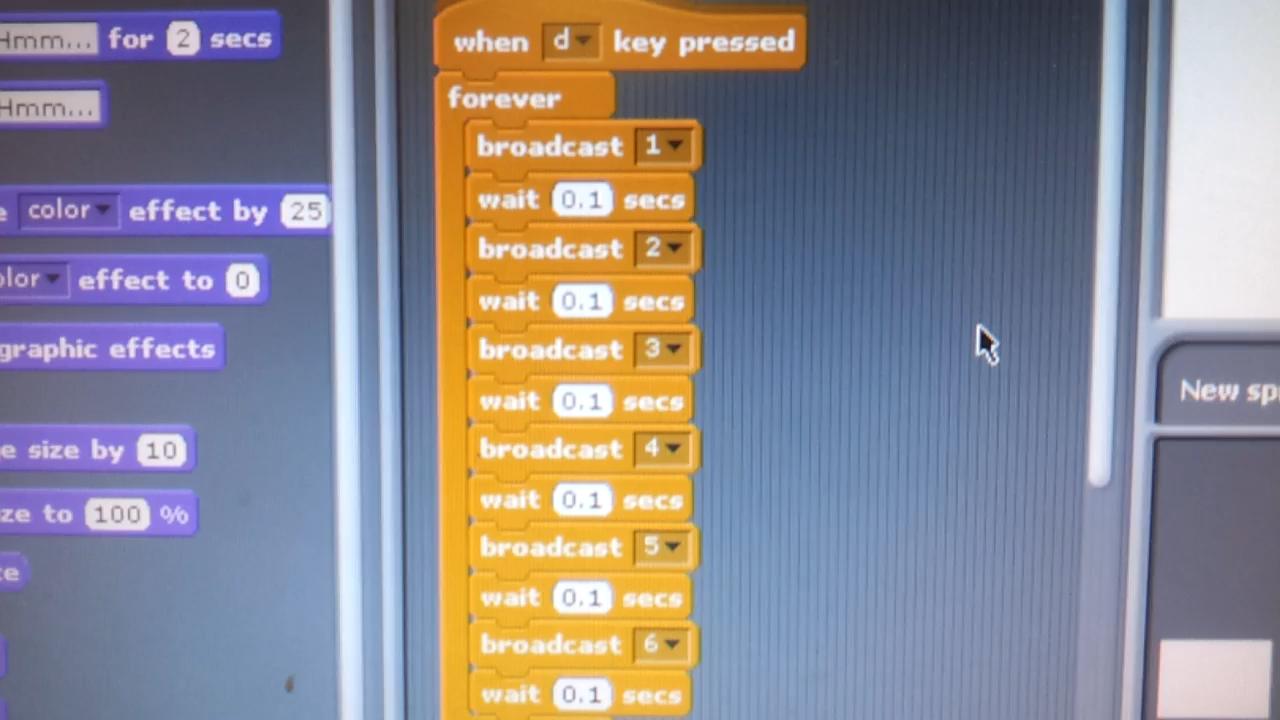 Hmm... for 2 secs
Hmm...
color effect by 25
effect to 0
graphic effects
size by 10
to 100 %
when d key pressed
forever
broadcast 1
wait 0.1 secs
broadcast 2
wait 0.1 secs
broadcast 3
wait 0.1 secs
broadcast 4
wait 0.1 secs
broadcast 5
wait 0.1 secs
broadcast 6
wait 0.1 secs
New